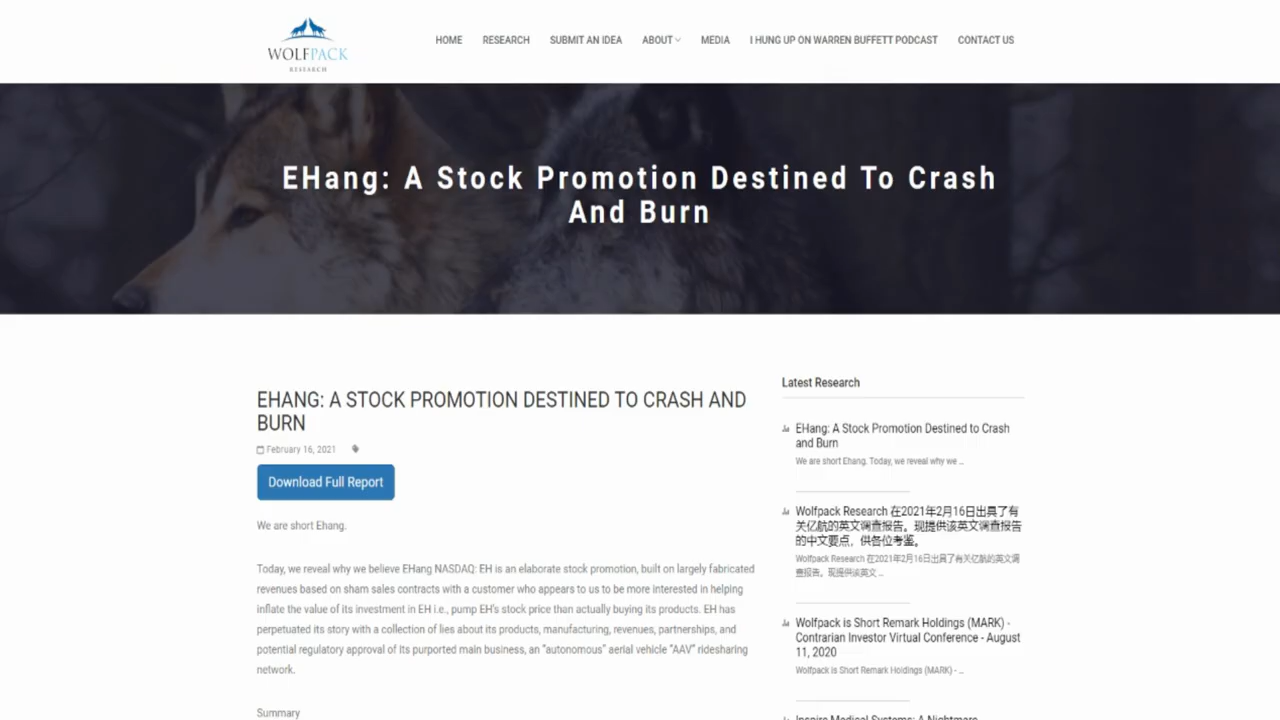 WOLFPACK
RESEARCH
HOME
RESEARCH
SUBMIT AN IDEA
ABOUT
MEDIA
I HUNG UP ON WARREN BUFFETT PODCAST
CONTACT US
EHang: A Stock Promotion Destined To Crash
And Burn
EHANG: A STOCK PROMOTION DESTINED TO CRASH AND
BURN
February 16, 2021
Download Full Report
We are short Ehang.
Today, we reveal why we believe EHang NASDAQ: EH is an elaborate stock promotion, built on largely fabricated
revenues based on sham sales contracts with a customer who appears to us to be more interested in helping
inflate the value of its investment in EH i.e., pump EH's stock price than actually buying its products. EH has
perpetuated its story with a collection of lies about its products, manufacturing, revenues, partnerships, and
potential regulatory approval of its purported main business, an "autonomous" aerial vehicle "AAV" ridesharing
network.
Summary
Latest Research
EHang: A Stock Promotion Destined to Crash
and Burn
We are short Ehang. Today, we reveal why we ...
Wolfpack Research 在2021年2月16日出具了有
关亿航的英文调查报告。现提供该英文调查报告
的中文要点，供各位考鉴。
Wolfpack Research 在2021年2月16日出具了有关亿航的英文调
查报告。现提供该英文 ...
Wolfpack is Short Remark Holdings (MARK) -
Contrarian Investor Virtual Conference - August
11, 2020
Wolfpack is Short Remark Holdings (MARK) - ...
Inspire Medical Systems: A Nightmare